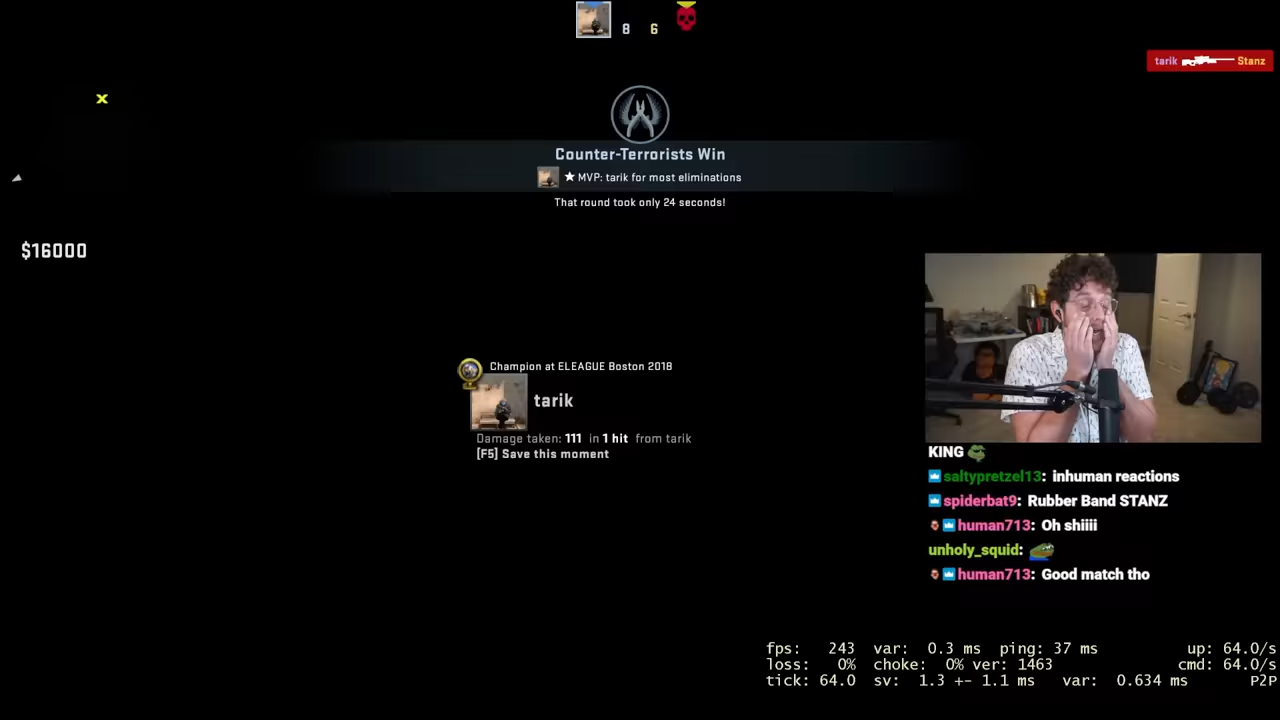 8 6
tarik Stanz
Counter-Terrorists Win
MVP: tarik for most eliminations
That round took only 24 seconds!
$16000
Champion at ELEAGUE Boston 2018
tarik
Damage taken: 111 in 1 hit from tarik
[F5] Save this moment
KING
saltypretzel13: inhuman reactions
spiderbat9: Rubber Band STANZ
human713: Oh shiiii
unholy_squid:
human713: Good match tho
fps: 243 var: 0.3 ms ping: 37 ms up: 64.0/s
loss: 0% choke: 0% ver: 1463 cmd: 64.0/s
tick: 64.0 sv: 1.3 +- 1.1 ms var: 0.634 ms P2P